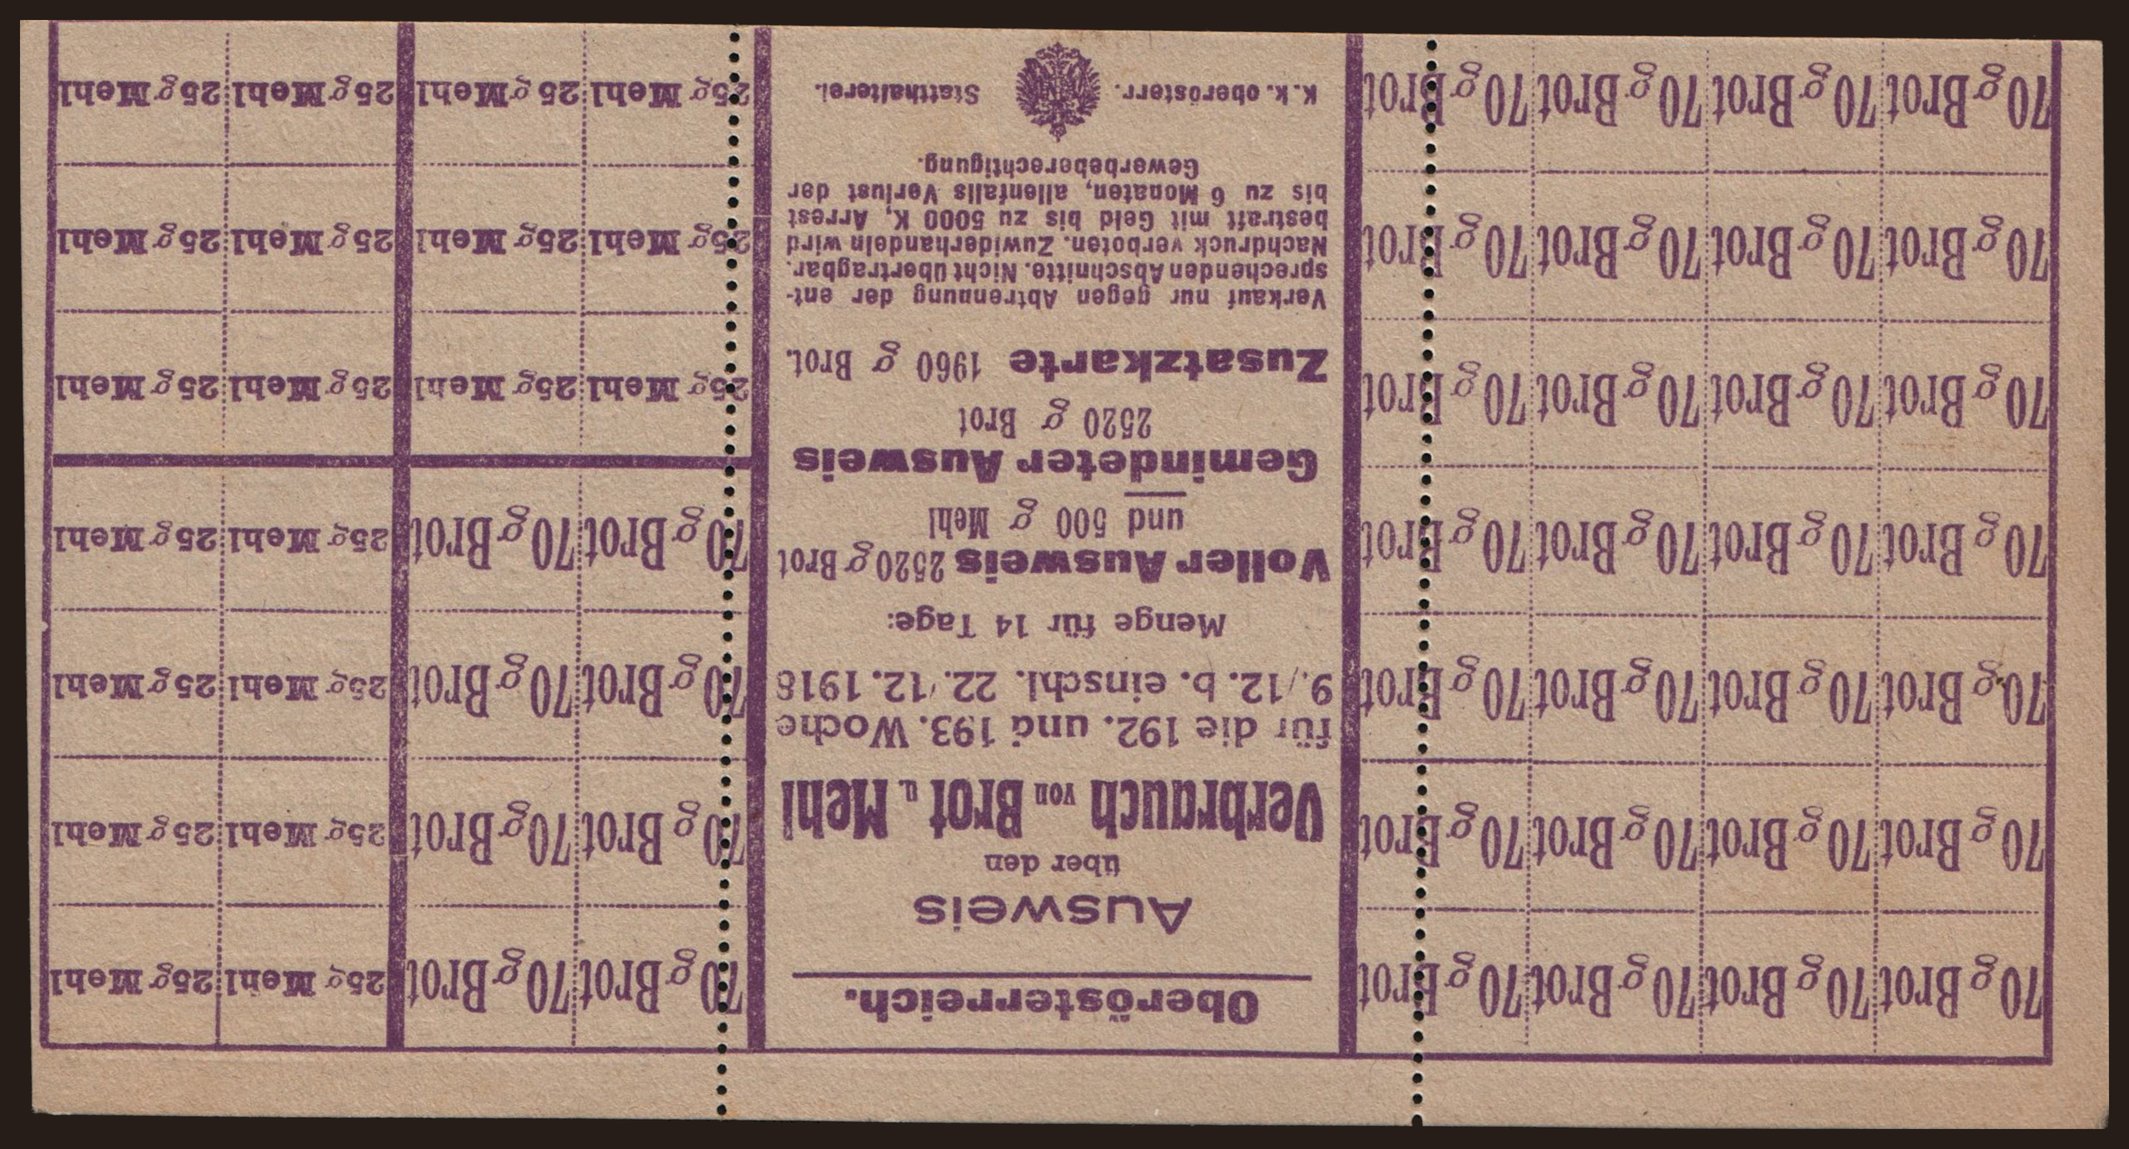 70 g Brot 70 g Brot 70 g Brot 70 g Brot
70 g Brot 70 g Brot 70 g Brot 70 g Brot
70 g Brot 70 g Brot 70 g Brot 70 g Brot
70 g Brot 70 g Brot 70 g Brot 70 g Brot
70 g Brot 70 g Brot 70 g Brot 70 g Brot
70 g Brot 70 g Brot 70 g Brot 70 g Brot
70 g Brot 70 g Brot 70 g Brot 70 g Brot
Oberösterreich.
Ausweis
über den
Verbrauch von Brot u. Mehl
für die 192. und 193. Woche
9./12. b. einschl. 22./12. 1918
Menge für 14 Tage:
Voller Ausweis 2520 g Brot
und 500 g Mehl
Gemindeter Ausweis
2520 g Brot
Zusatzkarte 1960 g Brot.
Verkauf nur gegen Abtrennung der ent-
sprechenden Abschnitte. Nicht übertragbar.
Nachdruck verboten. Zuwiderhandeln wird
bestraft mit Geld bis zu 5000 K, Arrest
bis zu 6 Monaten, allenfalls Verlust der
Gewerbeberechtigung.
K. k. oberösterr. Statthalterei.
70 g Brot 70 g Brot 25 g Mehl 25 g Mehl
70 g Brot 70 g Brot 25 g Mehl 25 g Mehl
70 g Brot 70 g Brot 25 g Mehl 25 g Mehl
70 g Brot 70 g Brot 25 g Mehl 25 g Mehl
25 g Mehl 25 g Mehl 25 g Mehl 25 g Mehl
25 g Mehl 25 g Mehl 25 g Mehl 25 g Mehl
25 g Mehl 25 g Mehl 25 g Mehl 25 g Mehl